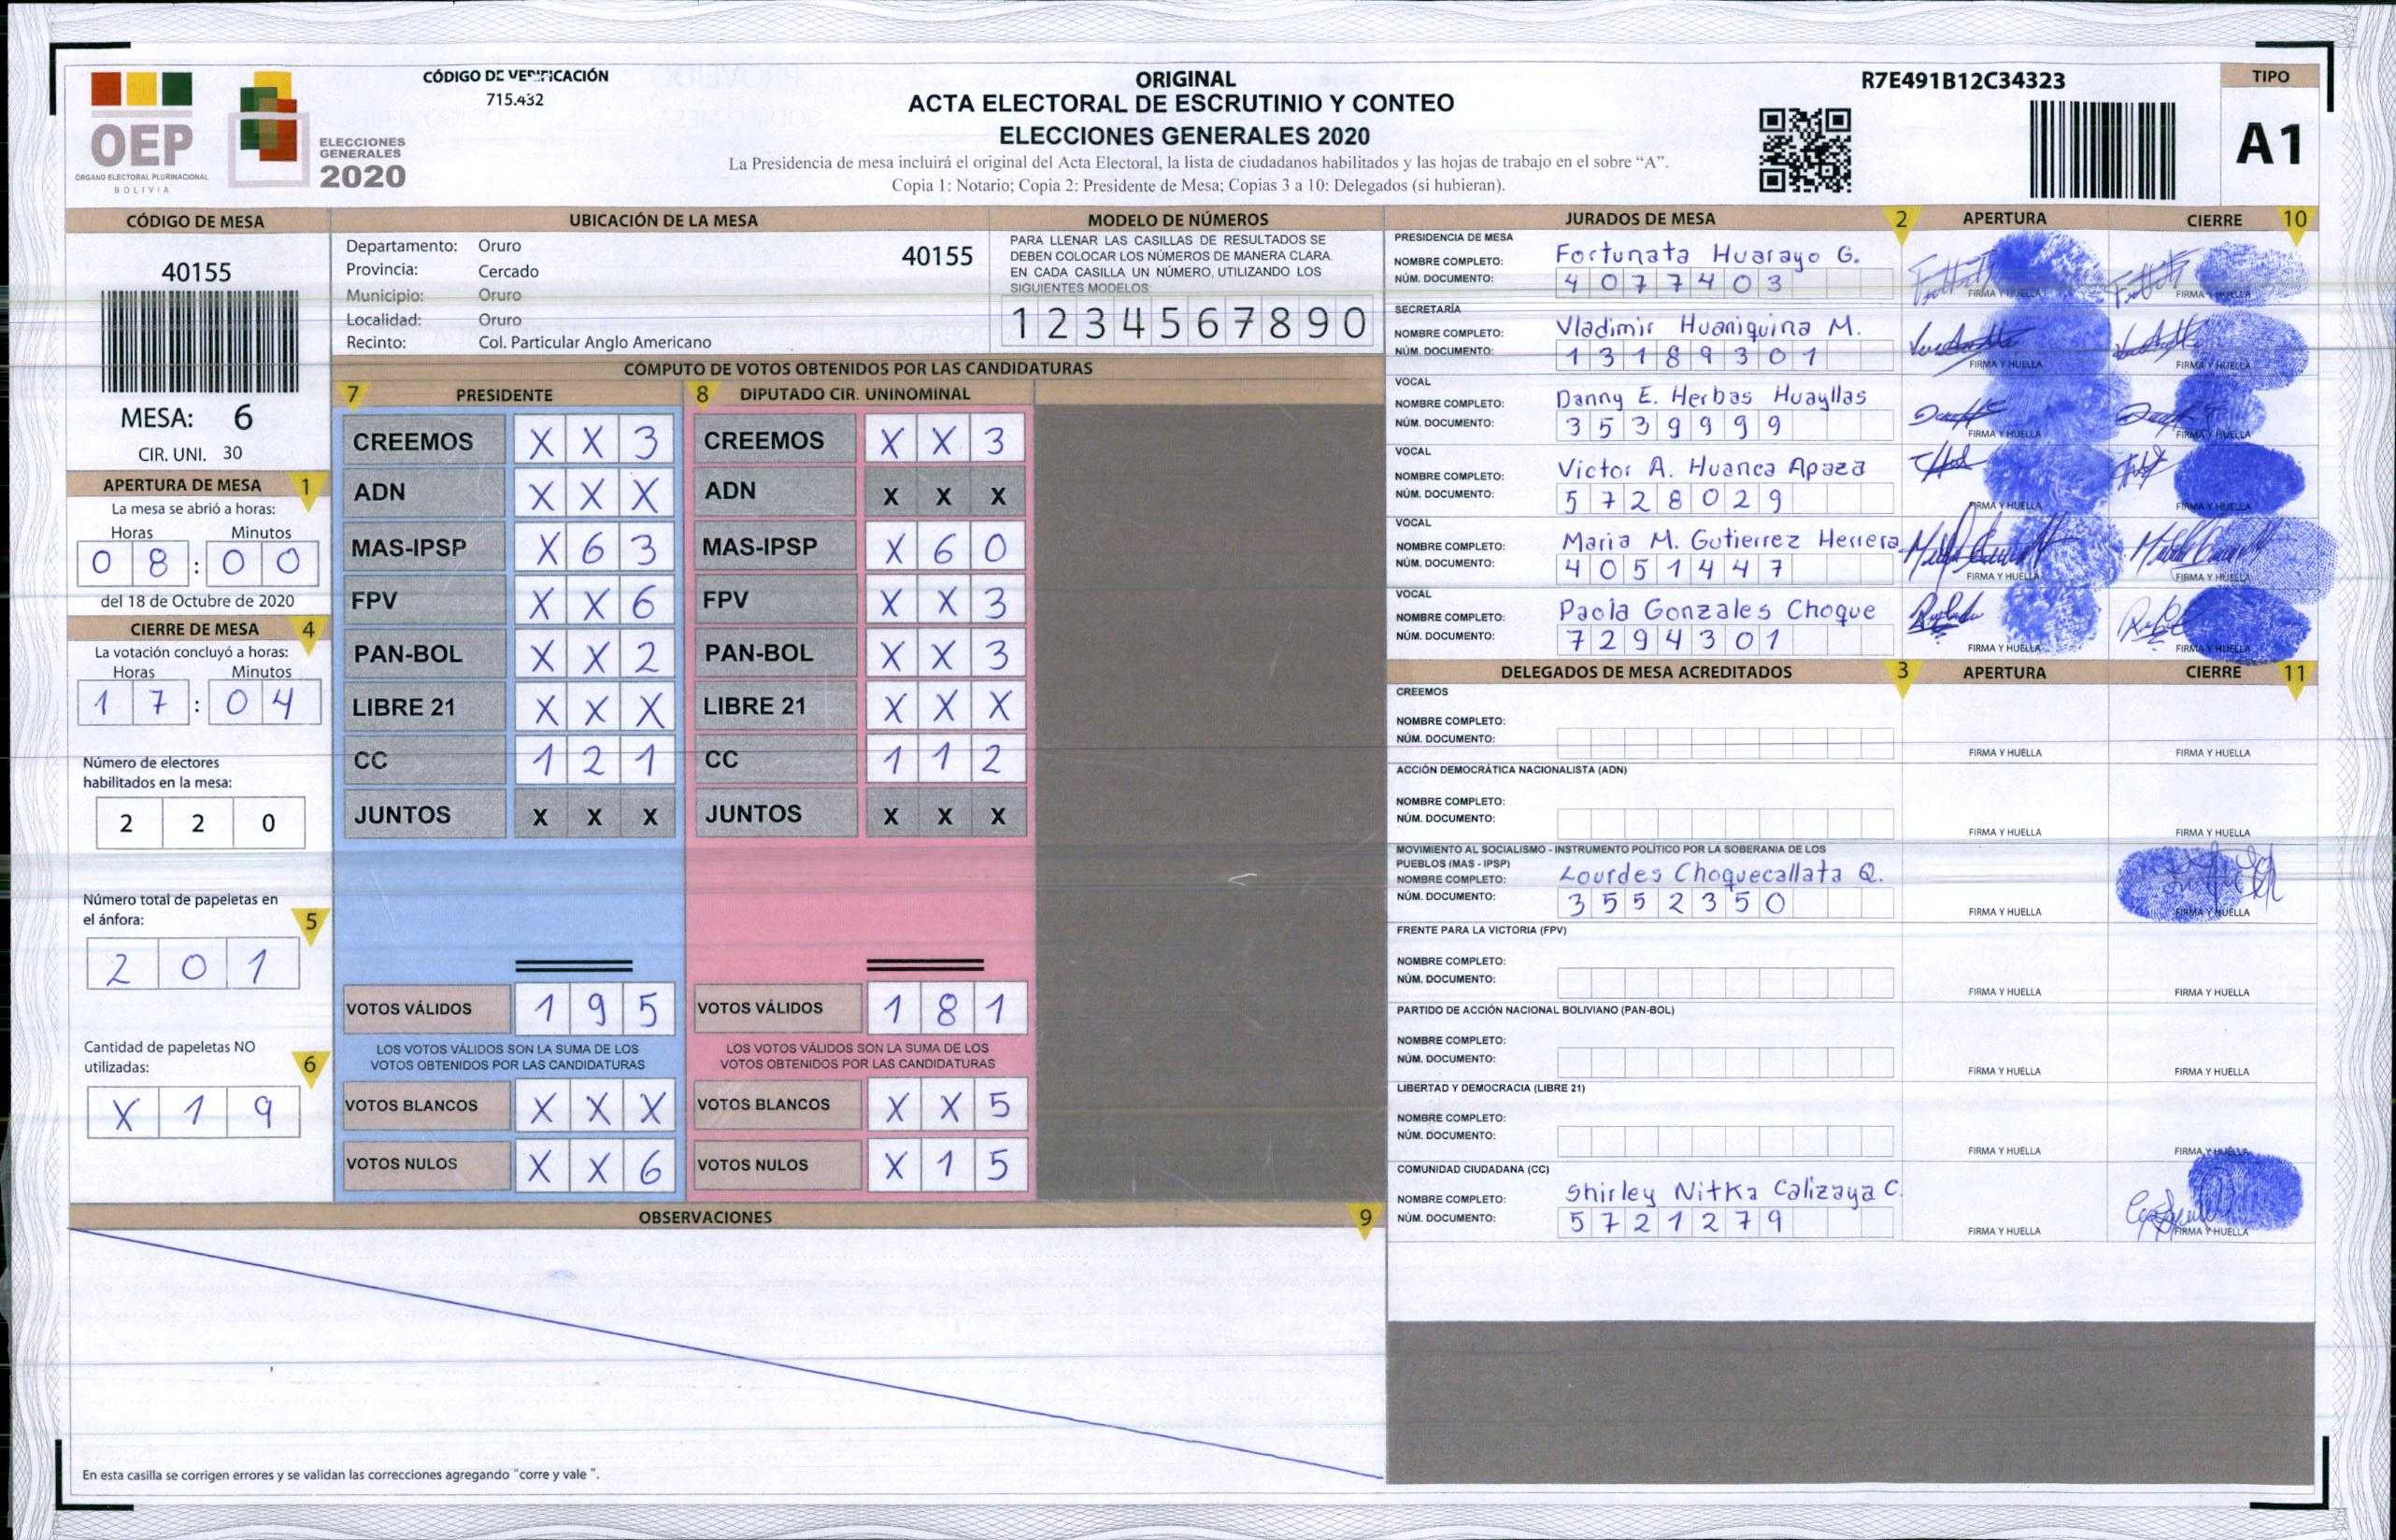 OEP
ÓRGANO ELECTORAL PLURINACIONAL
BOLIVIA
ELECCIONES
GENERALES
2020
CÓDIGO DE VERIFICACIÓN
715.432
ORIGINAL
ACTA ELECTORAL DE ESCRUTINIO Y CONTEO
ELECCIONES GENERALES 2020
La Presidencia de mesa incluirá el original del Acta Electoral, la lista de ciudadanos habilitados y las hojas de trabajo en el sobre “A”.
Copia 1: Notario; Copia 2: Presidente de Mesa; Copias 3 a 10: Delegados (si hubieran).
R7E491B12C34323
TIPO
A1
CÓDIGO DE MESA
40155
MESA: 6
CIR. UNI. 30
APERTURA DE MESA 1
La mesa se abrió a horas:
Horas Minutos
0 8 : 0 0
del 18 de Octubre de 2020
CIERRE DE MESA 4
La votación concluyó a horas:
Horas Minutos
1 7 : 0 4
Número de electores
habilitados en la mesa:
2 2 0
Número total de papeletas en
el ánfora: 5
2 0 1
Cantidad de papeletas NO
utilizadas: 6
X 1 9
UBICACIÓN DE LA MESA
Departamento: Oruro 40155
Provincia: Cercado
Municipio: Oruro
Localidad: Oruro
Recinto: Col. Particular Anglo Americano
MODELO DE NÚMEROS
PARA LLENAR LAS CASILLAS DE RESULTADOS SE
DEBEN COLOCAR LOS NÚMEROS DE MANERA CLARA.
EN CADA CASILLA UN NÚMERO, UTILIZANDO LOS
SIGUIENTES MODELOS:
1 2 3 4 5 6 7 8 9 0
CÓMPUTO DE VOTOS OBTENIDOS POR LAS CANDIDATURAS
7 PRESIDENTE 8 DIPUTADO CIR. UNINOMINAL
CREEMOS X X 3 CREEMOS X X 3
ADN X X X ADN X X X
MAS-IPSP X 6 3 MAS-IPSP X 6 0
FPV X X 6 FPV X X 3
PAN-BOL X X 2 PAN-BOL X X 3
LIBRE 21 X X X LIBRE 21 X X X
CC 1 2 1 CC 1 1 2
JUNTOS X X X JUNTOS X X X
VOTOS VÁLIDOS 1 9 5 VOTOS VÁLIDOS 1 8 1
LOS VOTOS VÁLIDOS SON LA SUMA DE LOS LOS VOTOS VÁLIDOS SON LA SUMA DE LOS
VOTOS OBTENIDOS POR LAS CANDIDATURAS VOTOS OBTENIDOS POR LAS CANDIDATURAS
VOTOS BLANCOS X X X VOTOS BLANCOS X X 5
VOTOS NULOS X X 6 VOTOS NULOS X 1 5
OBSERVACIONES 9
En esta casilla se corrigen errores y se validan las correcciones agregando “corre y vale ”.
JURADOS DE MESA 2 APERTURA CIERRE 10
PRESIDENCIA DE MESA
NOMBRE COMPLETO: Fortunata Huarayo G.
NÚM. DOCUMENTO: 4 0 7 7 4 0 3
FIRMA Y HUELLA FIRMA Y HUELLA
SECRETARÍA
NOMBRE COMPLETO: Vladimir Huaniquina M.
NÚM. DOCUMENTO: 1 3 1 8 9 3 0 1
FIRMA Y HUELLA FIRMA Y HUELLA
VOCAL
NOMBRE COMPLETO: Danny E. Herbas Huayllas
NÚM. DOCUMENTO: 3 5 3 9 9 9 9
FIRMA Y HUELLA FIRMA Y HUELLA
VOCAL
NOMBRE COMPLETO: Victor A. Huanca Apaza
NÚM. DOCUMENTO: 5 7 2 8 0 2 9
FIRMA Y HUELLA FIRMA Y HUELLA
VOCAL
NOMBRE COMPLETO: Maria M. Gutierrez Herrera
NÚM. DOCUMENTO: 4 0 5 1 4 4 7
FIRMA Y HUELLA FIRMA Y HUELLA
VOCAL
NOMBRE COMPLETO: Paola Gonzales Choque
NÚM. DOCUMENTO: 7 2 9 4 3 0 1
FIRMA Y HUELLA FIRMA Y HUELLA
DELEGADOS DE MESA ACREDITADOS 3 APERTURA CIERRE 11
CREEMOS
NOMBRE COMPLETO:
NÚM. DOCUMENTO:
FIRMA Y HUELLA FIRMA Y HUELLA
ACCIÓN DEMOCRÁTICA NACIONALISTA (ADN)
NOMBRE COMPLETO:
NÚM. DOCUMENTO:
FIRMA Y HUELLA FIRMA Y HUELLA
MOVIMIENTO AL SOCIALISMO - INSTRUMENTO POLÍTICO POR LA SOBERANIA DE LOS
PUEBLOS (MAS - IPSP)
NOMBRE COMPLETO: Lourdes Choquecallata Q.
NÚM. DOCUMENTO: 3 5 5 2 3 5 0
FIRMA Y HUELLA FIRMA Y HUELLA
FRENTE PARA LA VICTORIA (FPV)
NOMBRE COMPLETO:
NÚM. DOCUMENTO:
FIRMA Y HUELLA FIRMA Y HUELLA
PARTIDO DE ACCIÓN NACIONAL BOLIVIANO (PAN-BOL)
NOMBRE COMPLETO:
NÚM. DOCUMENTO:
FIRMA Y HUELLA FIRMA Y HUELLA
LIBERTAD Y DEMOCRACIA (LIBRE 21)
NOMBRE COMPLETO:
NÚM. DOCUMENTO:
FIRMA Y HUELLA FIRMA Y HUELLA
COMUNIDAD CIUDADANA (CC)
NOMBRE COMPLETO: Shirley Nitka Calizaya C.
NÚM. DOCUMENTO: 5 7 2 1 2 7 9
FIRMA Y HUELLA FIRMA Y HUELLA